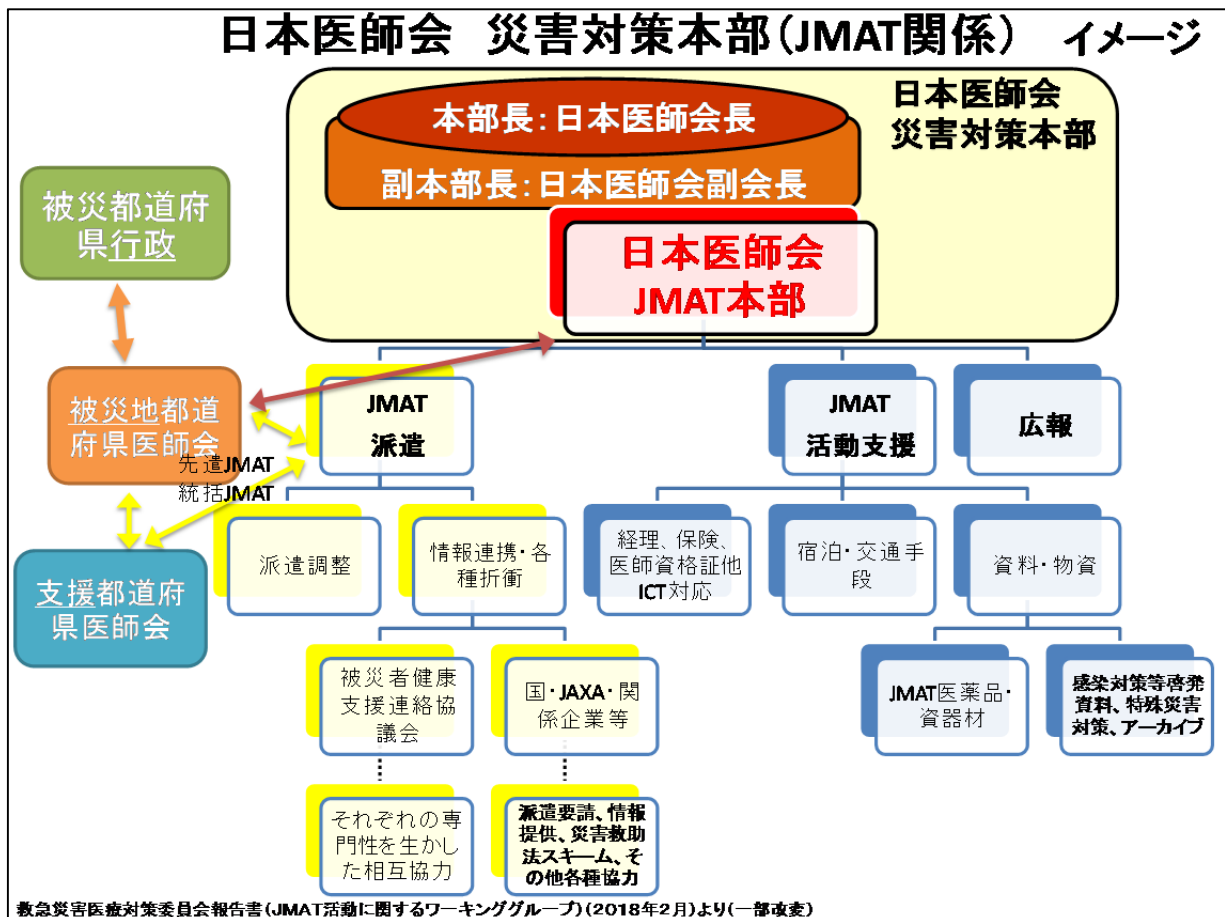 日本医師会 災害対策本部(JMAT関係) イメージ
日本医師会
災害対策本部
本部長:日本医師会長
副本部長:日本医師会副会長
日本医師会
JMAT本部
被災都道府
県行政
被災地都道
府県医師会
先遣JMAT
統括JMAT
支援都道府
県医師会
JMAT
派遣
JMAT
活動支援
広報
派遣調整
情報連携・各
種折衝
経理、保険、
医師資格証他
ICT対応
宿泊・交通手
段
資料・物資
被災者健康
支援連絡協
議会
国・JAXA・関
係企業等
JMAT医薬品・
資器材
感染対策等啓発
資料、特殊災害
対策、アーカイブ
それぞれの専
門性を生かし
た相互協力
派遣要請、情報
提供、災害救助
法スキーム、そ
の他各種協力
救急災害医療対策委員会報告書(JMAT活動に関するワーキンググループ)(2018年2月)より(一部改変)